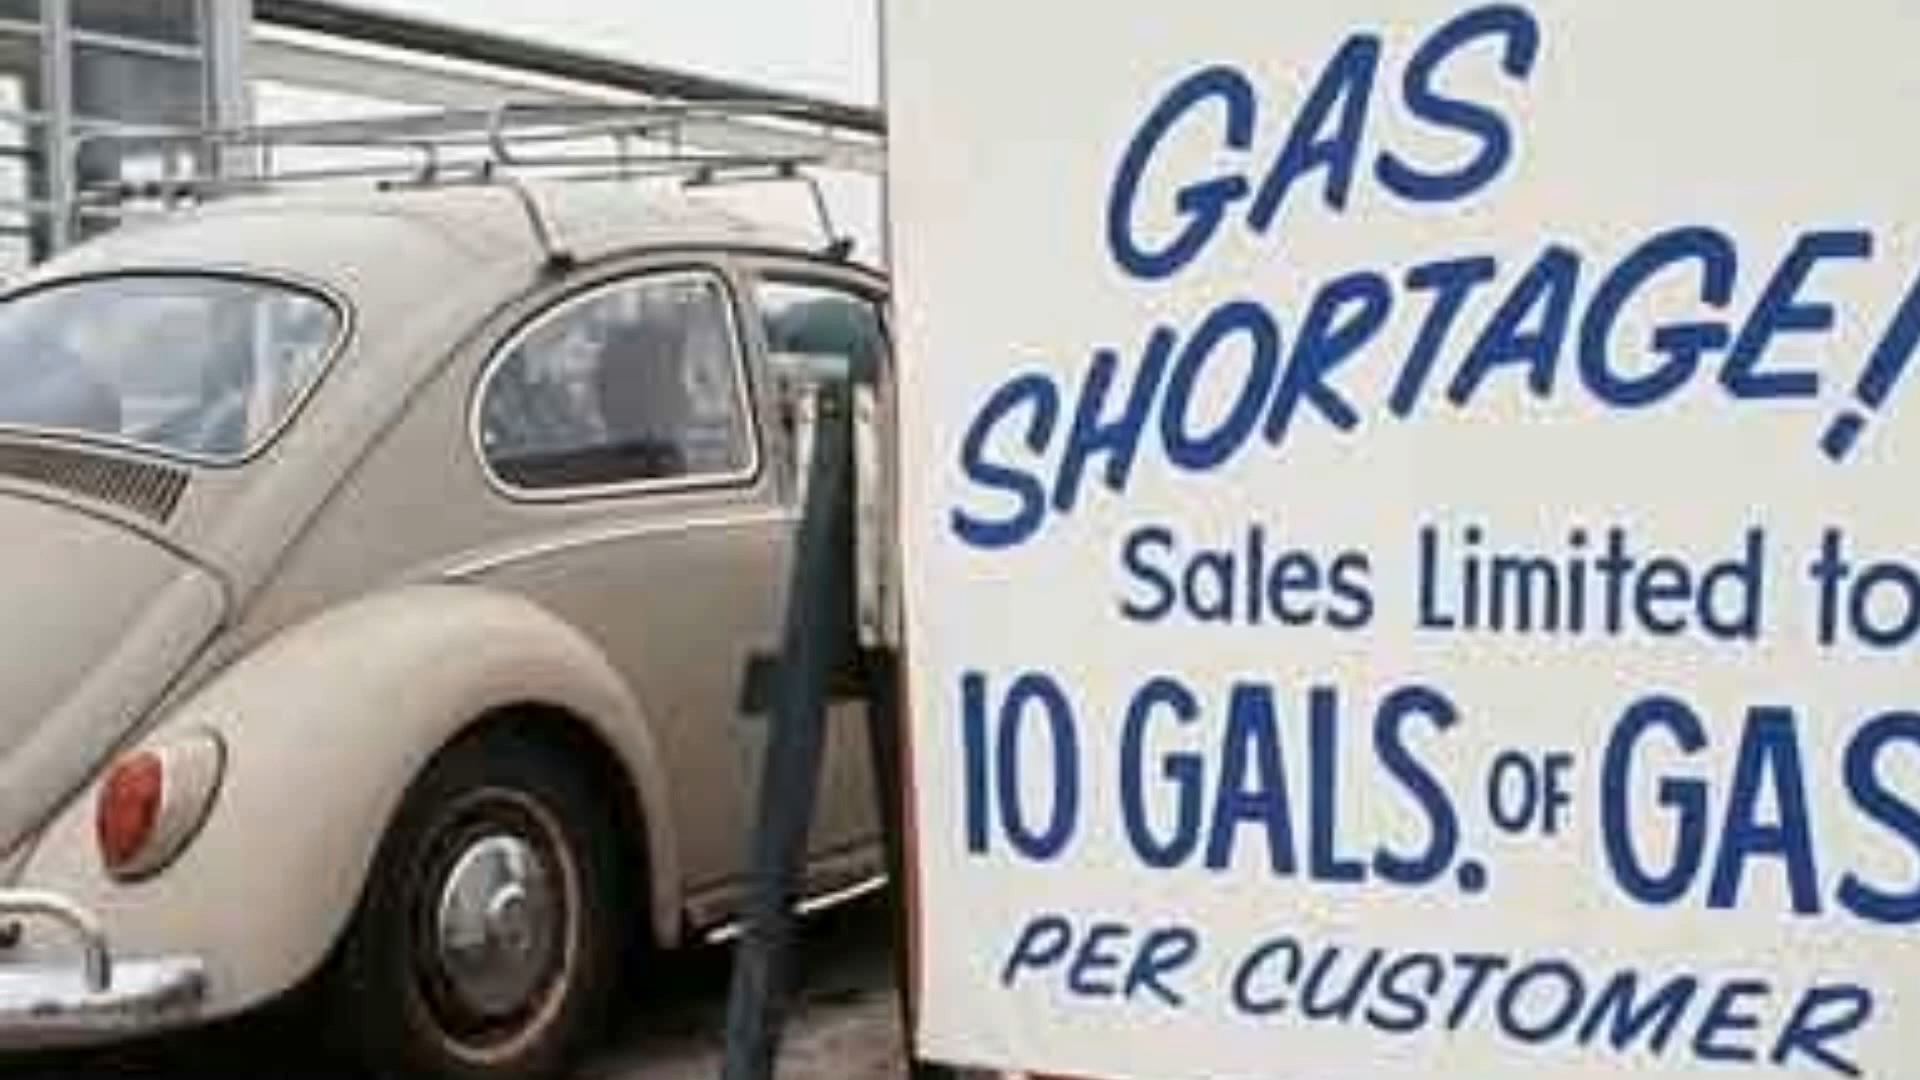 GAS
SHORTAGE!
Sales Limited to
10 GALS. OF GAS
PER CUSTOMER